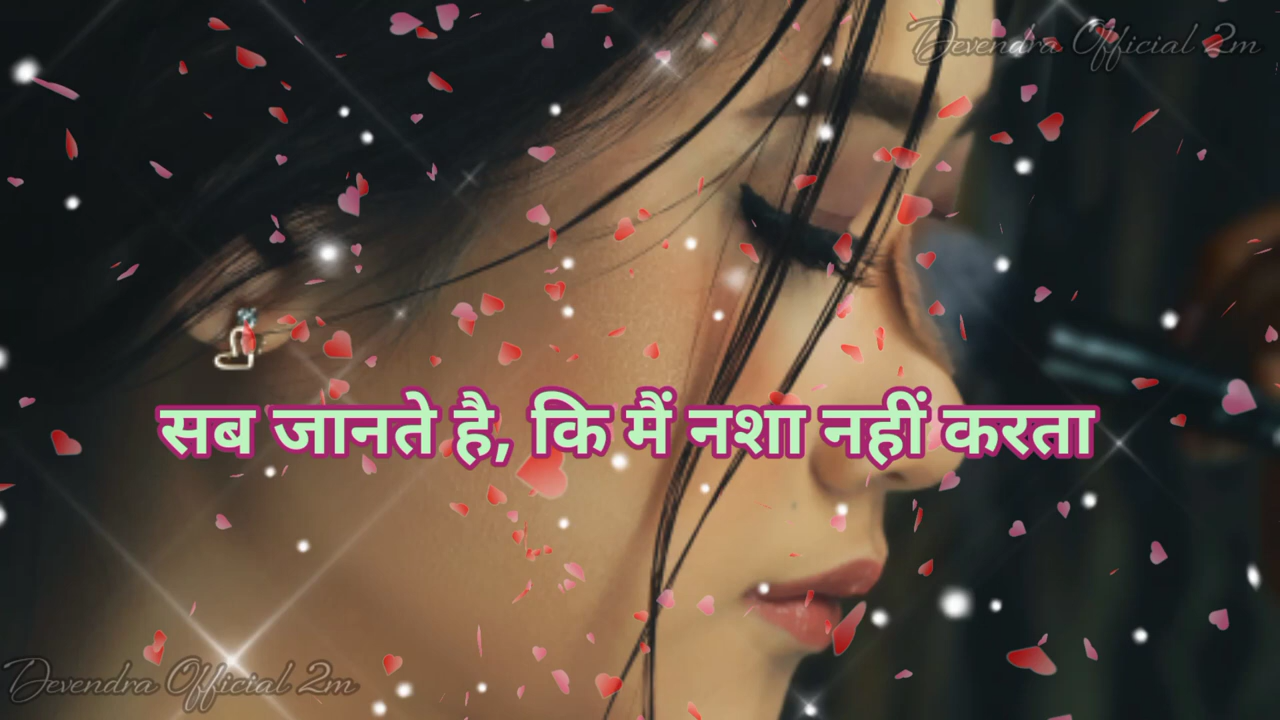 Devendra Official 2m
सब जानते है, कि मैं नशा नहीं करता
Devendra Official 2m